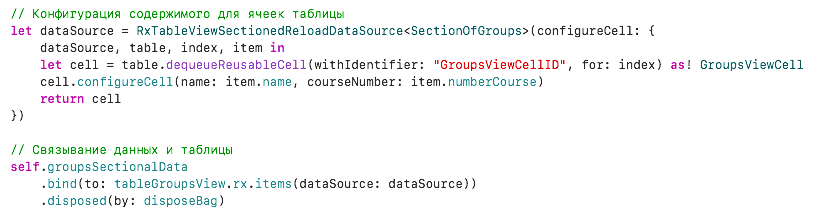 // Конфигурация содержимого для ячеек таблицы
let dataSource = RxTableViewSectionedReloadDataSource<SectionOfGroups>(configureCell: {
    dataSource, table, index, item in
    let cell = table.dequeueReusableCell(withIdentifier: "GroupsViewCellID", for: index) as! GroupsViewCell
    cell.configureCell(name: item.name, courseNumber: item.numberCourse)
    return cell
})

// Связывание данных и таблицы
self.groupsSectionalData
    .bind(to: tableGroupsView.rx.items(dataSource: dataSource))
    .disposed(by: disposeBag)